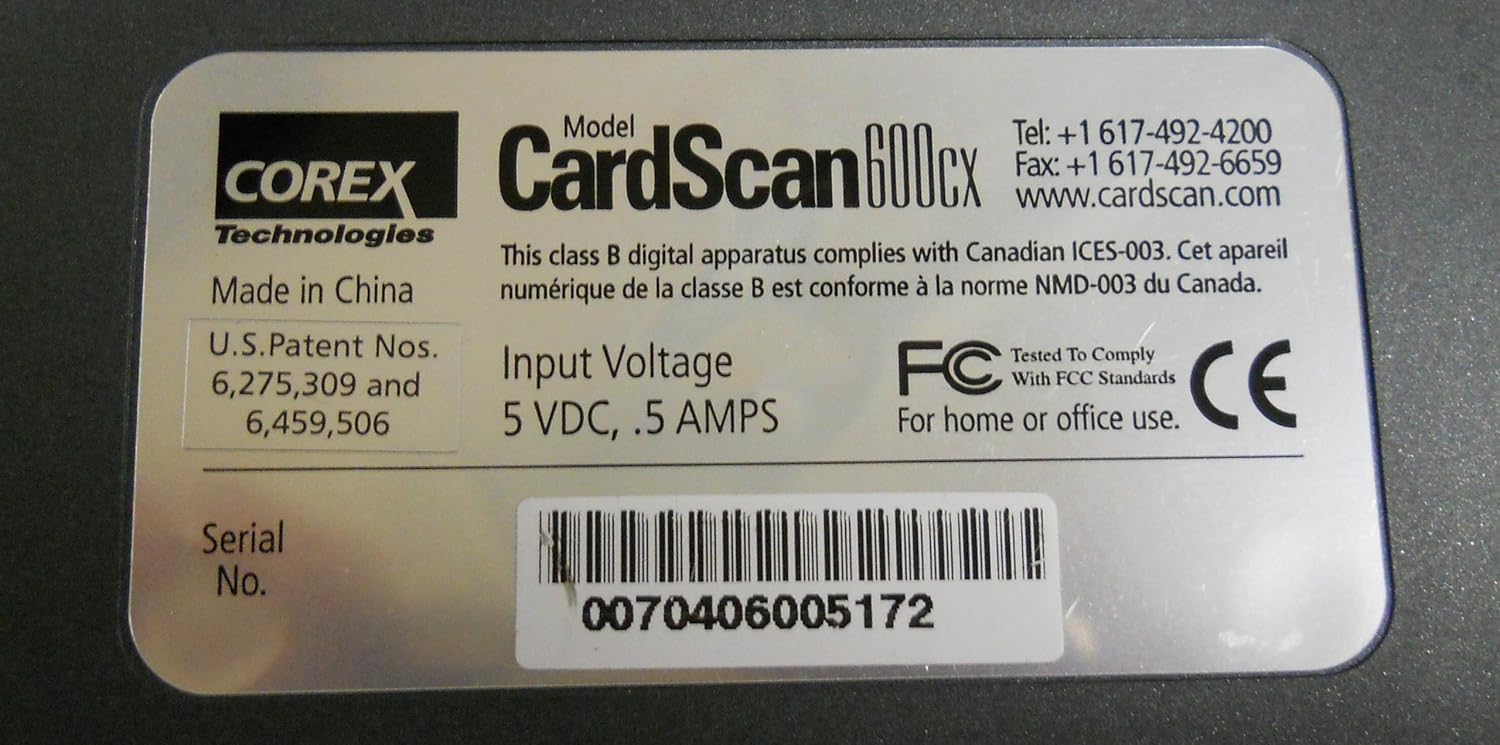 COREX
Technologies
Made in China
U.S.Patent Nos.
6,275,309 and
6,459,506
Model
CardScan600cx
Tel: +1 617-492-4200
Fax: +1 617-492-6659
www.cardscan.com
This class B digital apparatus complies with Canadian ICES-003. Cet apareil
numérique de la classe B est conforme à la norme NMD-003 du Canada.
Input Voltage
5 VDC, .5 AMPS
FC Tested To Comply
With FCC Standards
For home or office use.
CE
Serial
No.
0070406005172